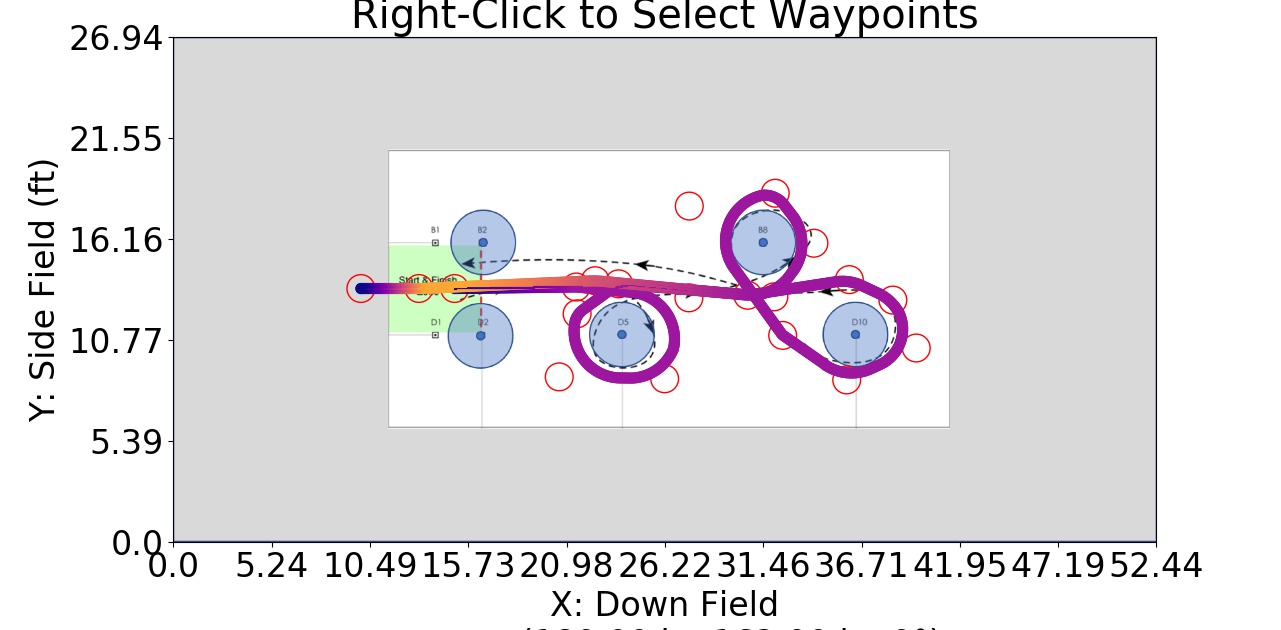 Right-Click to Select Waypoints
26.94
21.55
16.16
10.77
5.39
0.0
Y: Side Field (ft)
B1
B2
B8
Start & Finish
D1
D2
D5
D10
0.0 5.24 10.49 15.73 20.98 26.22 31.46 36.71 41.95 47.19 52.44
X: Down Field